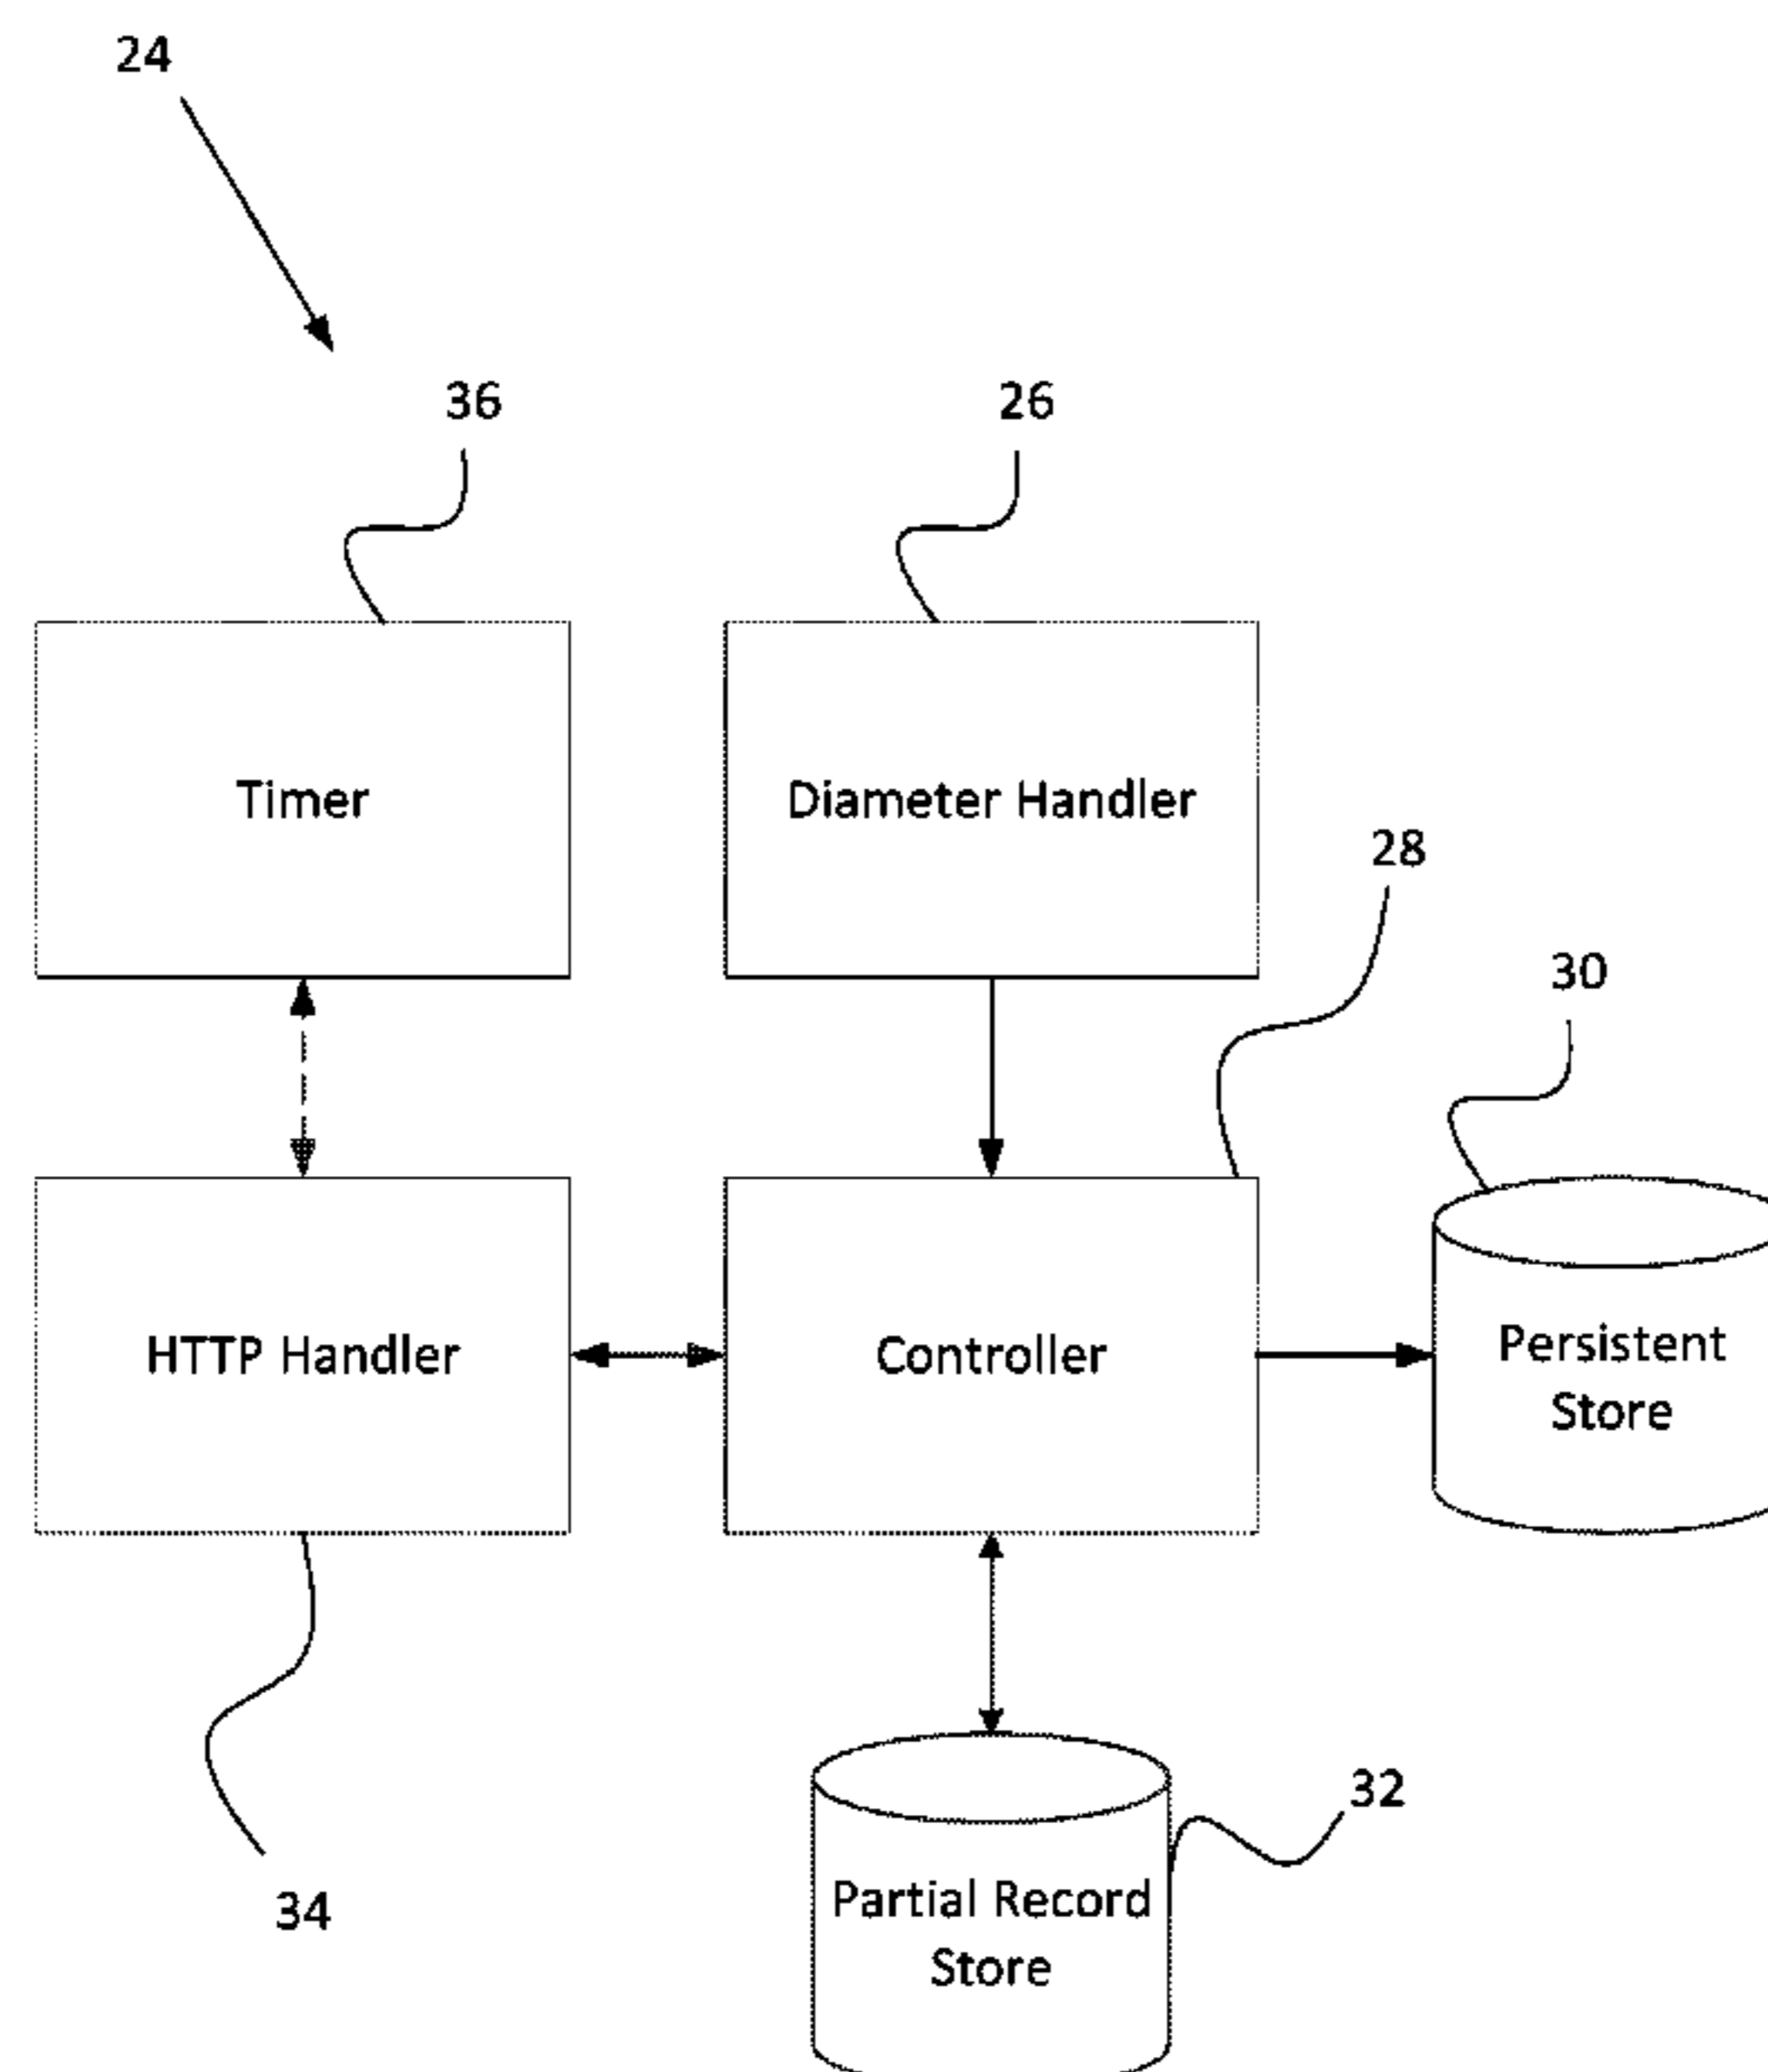 24
36
26
Timer
Diameter Handler
28
30
HTTP Handler
Controller
Persistent
Store
32
Partial Record
Store
34